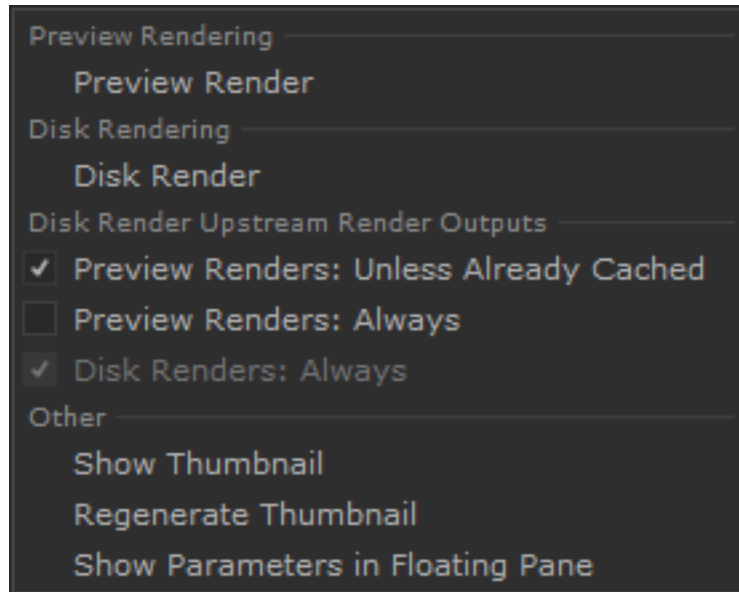 Preview Rendering
Preview Render
Disk Rendering
Disk Render
Disk Render Upstream Render Outputs
Preview Renders: Unless Already Cached
Preview Renders: Always
Disk Renders: Always
Other
Show Thumbnail
Regenerate Thumbnail
Show Parameters in Floating Pane